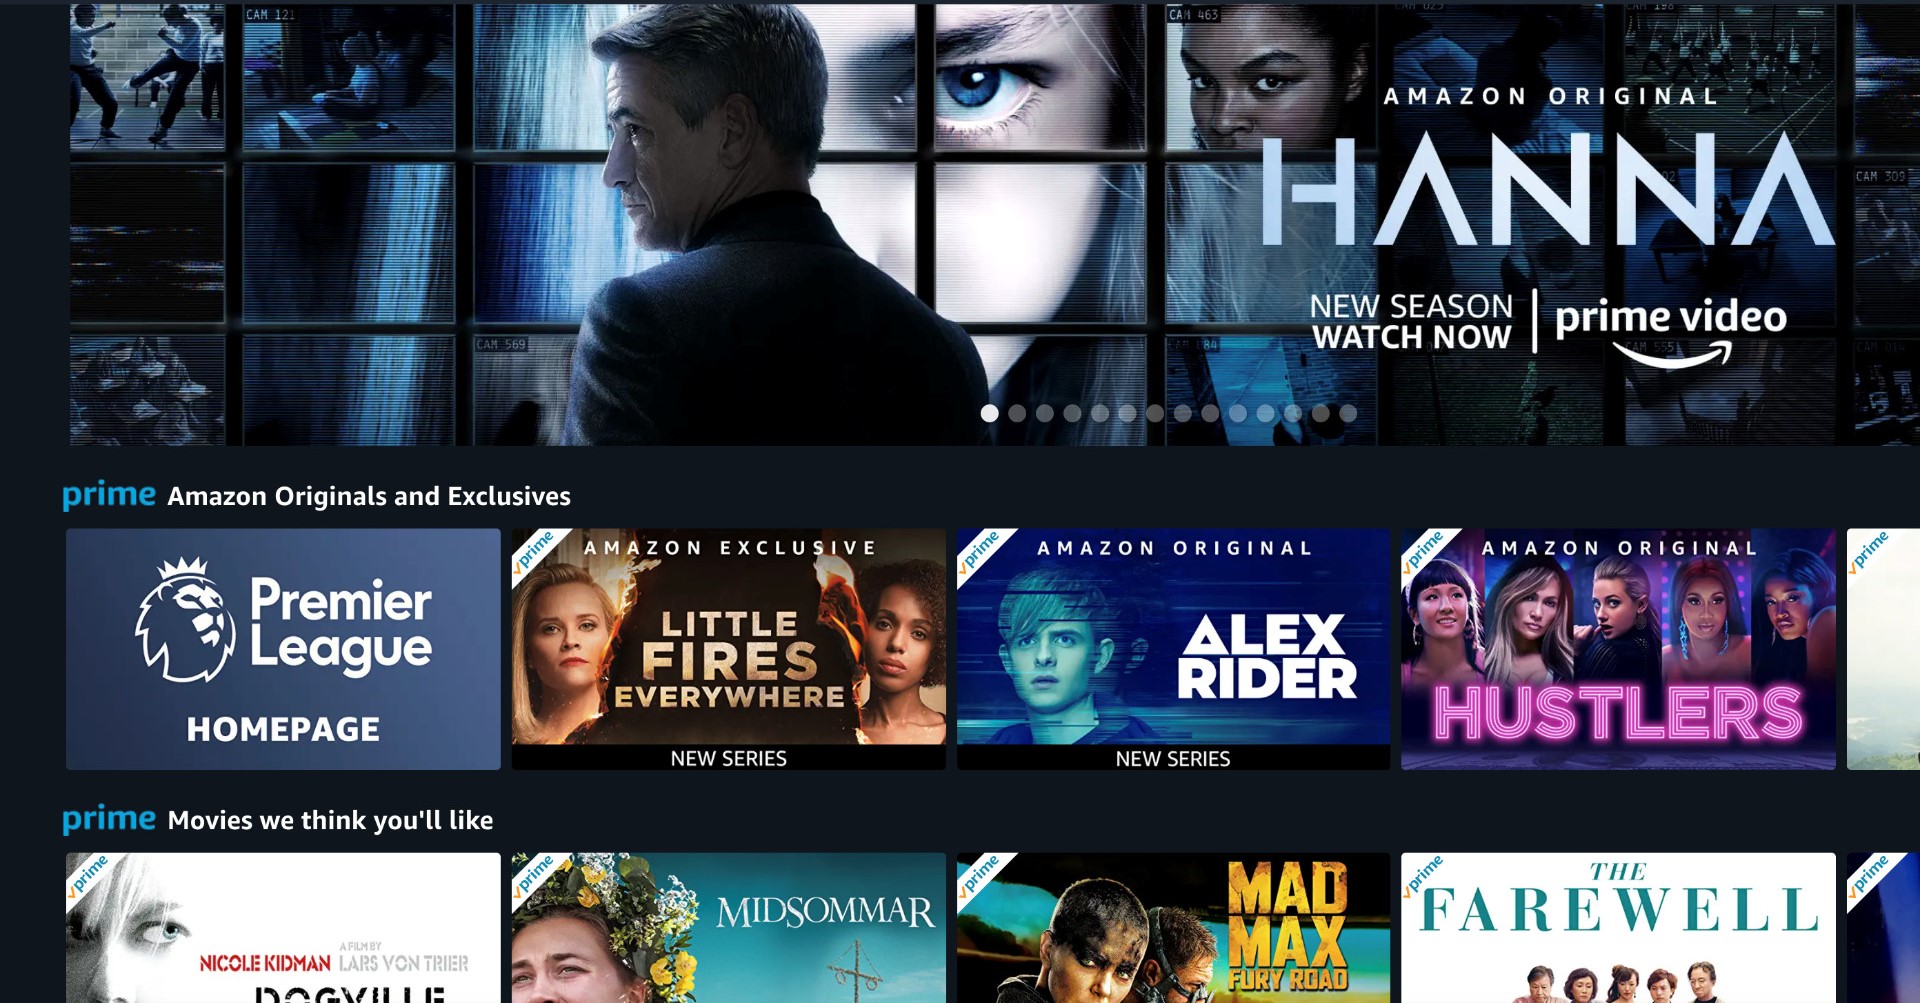 CAM 121
CAM 463
AMAZON ORIGINAL
HANNA
CAM 309
NEW SEASON
WATCH NOW
prime video
CAM 569
CAM 555
prime Amazon Originals and Exclusives
Premier
League
HOMEPAGE
prime
AMAZON EXCLUSIVE
LITTLE
FIRES
EVERYWHERE
NEW SERIES
prime
AMAZON ORIGINAL
ALEX
RIDER
NEW SERIES
prime
AMAZON ORIGINAL
HUSTLERS
prime
prime Movies we think you'll like
prime
A FILM BY
NICOLE KIDMAN LARS VON TRIER
DOGVILLE
prime
MIDSOMMAR
prime
MAD
MAX
FURY ROAD
prime
THE
FAREWELL
prime